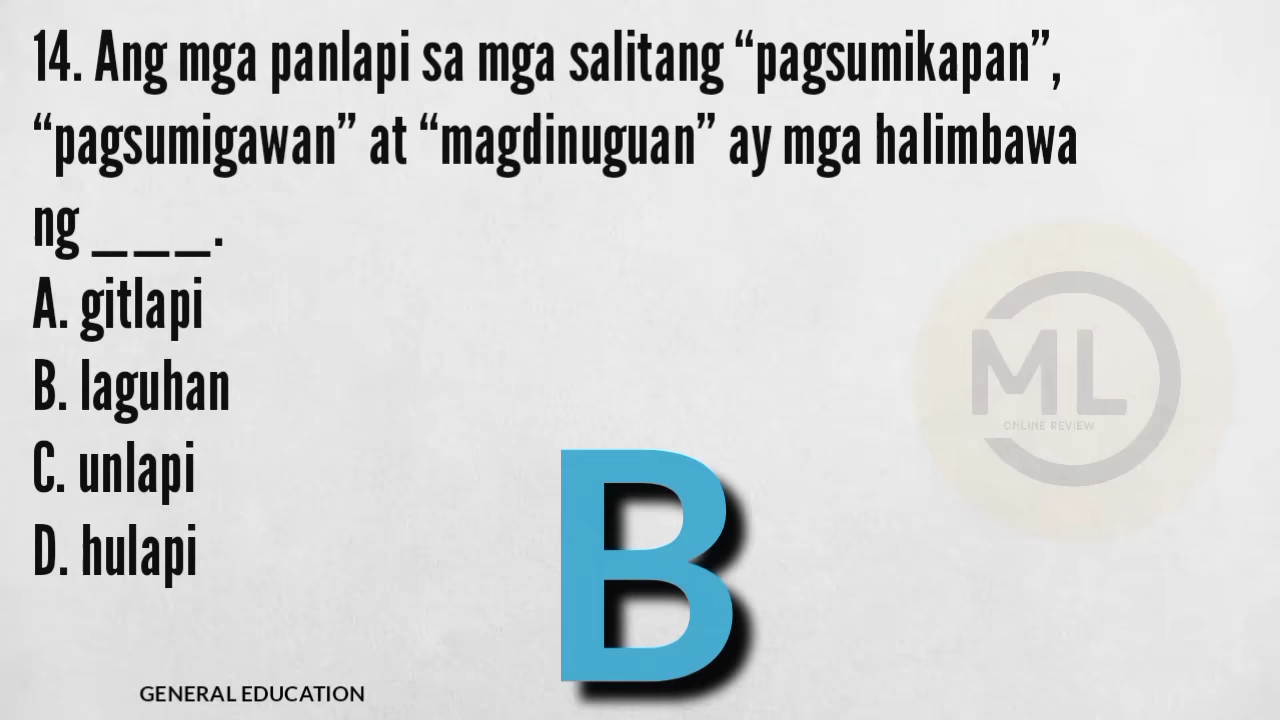 14. Ang mga panlapi sa mga salitang “pagsumikapan”,
“pagsumigawan” at “magdinuguan” ay mga halimbawa
ng ___.
A. gitlapi
B. laguhan
C. unlapi
D. hulapi
B
ML
ONLINE REVIEW
GENERAL EDUCATION